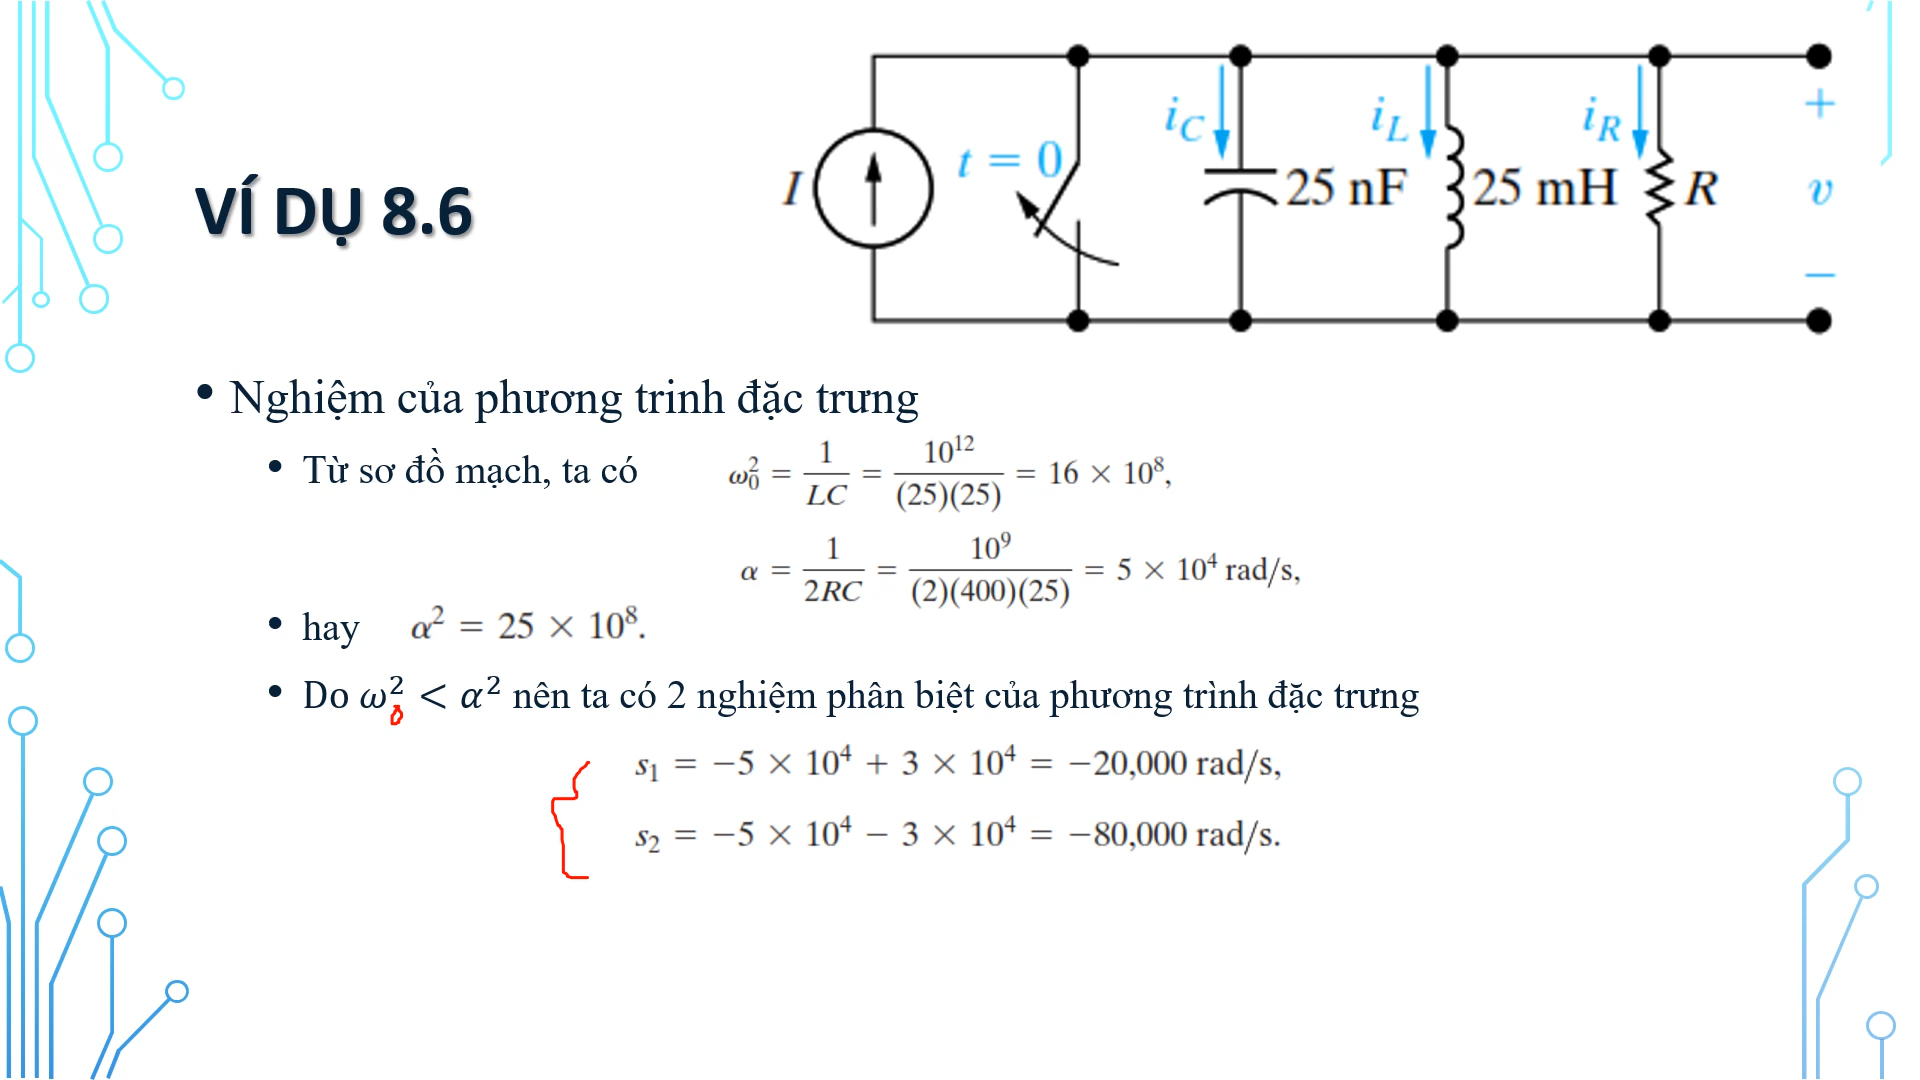 VÍ DỤ 8.6
I
t = 0
iC
25 nF
iL
25 mH
iR
R
+
v
−
• Nghiệm của phương trinh đặc trưng
• Từ sơ đồ mạch, ta có ω₀² = 1/LC = 10¹²/(25)(25) = 16 × 10⁸,
α = 1/2RC = 10⁹/(2)(400)(25) = 5 × 10⁴ rad/s,
• hay α² = 25 × 10⁸.
• Do ω₀² < α² nên ta có 2 nghiệm phân biệt của phương trình đặc trưng
s₁ = −5 × 10⁴ + 3 × 10⁴ = −20,000 rad/s,
s₂ = −5 × 10⁴ − 3 × 10⁴ = −80,000 rad/s.